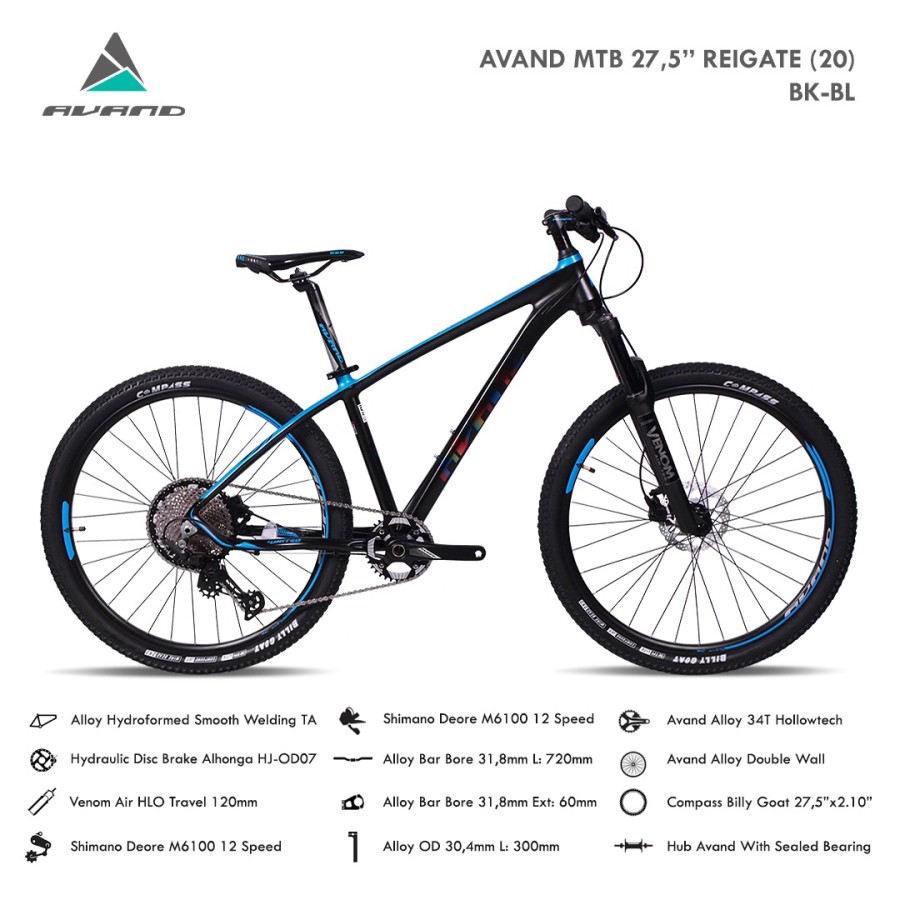 AVAND
AVAND MTB 27,5” REIGATE (20)
BK-BL
AVAND
COMPASS
COMPASS
VENOM
UNITED
AVAND
BILLY GOAT
BILLY GOAT
Alloy Hydroformed Smooth Welding TA
Shimano Deore M6100 12 Speed
Avand Alloy 34T Hollowtech
Hydraulic Disc Brake Alhonga HJ-OD07
Alloy Bar Bore 31,8mm L: 720mm
Avand Alloy Double Wall
Venom Air HLO Travel 120mm
Alloy Bar Bore 31,8mm Ext: 60mm
Compass Billy Goat 27,5”x2.10”
Shimano Deore M6100 12 Speed
Alloy OD 30,4mm L: 300mm
Hub Avand With Sealed Bearing